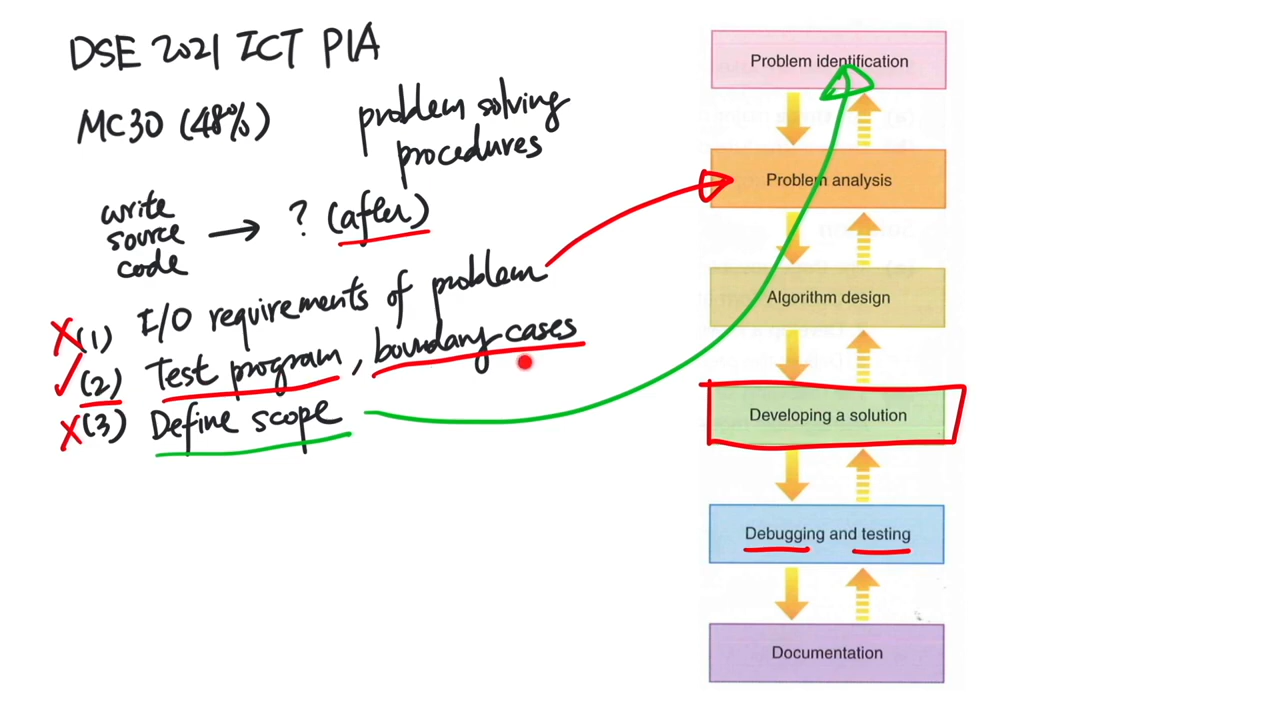 DSE 2021 ICT P1A
MC30 (48%)
problem solving
procedures
write
source
code
→ ? (after)
(1) I/O requirements of problem
(2) Test program, boundary cases
(3) Define scope
Problem identification
Problem analysis
Algorithm design
Developing a solution
Debugging and testing
Documentation